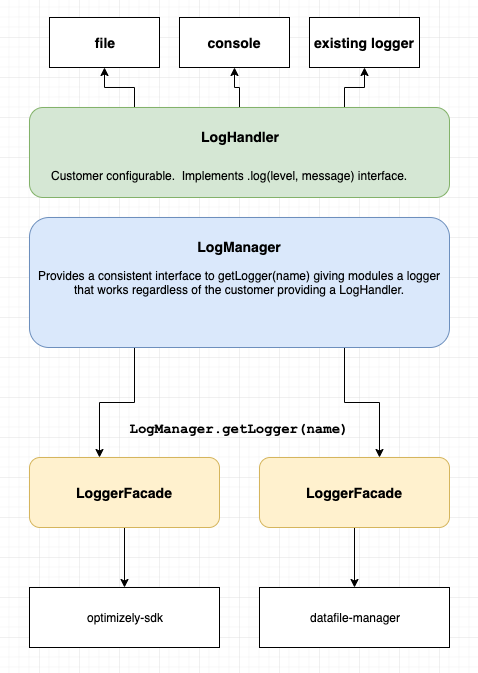 file
console
existing logger
LogHandler
Customer configurable.  Implements .log(level, message) interface.
LogManager
Provides a consistent interface to getLogger(name) giving modules a logger
that works regardless of the customer providing a LogHandler.
LogManager.getLogger(name)
LoggerFacade
LoggerFacade
optimizely-sdk
datafile-manager